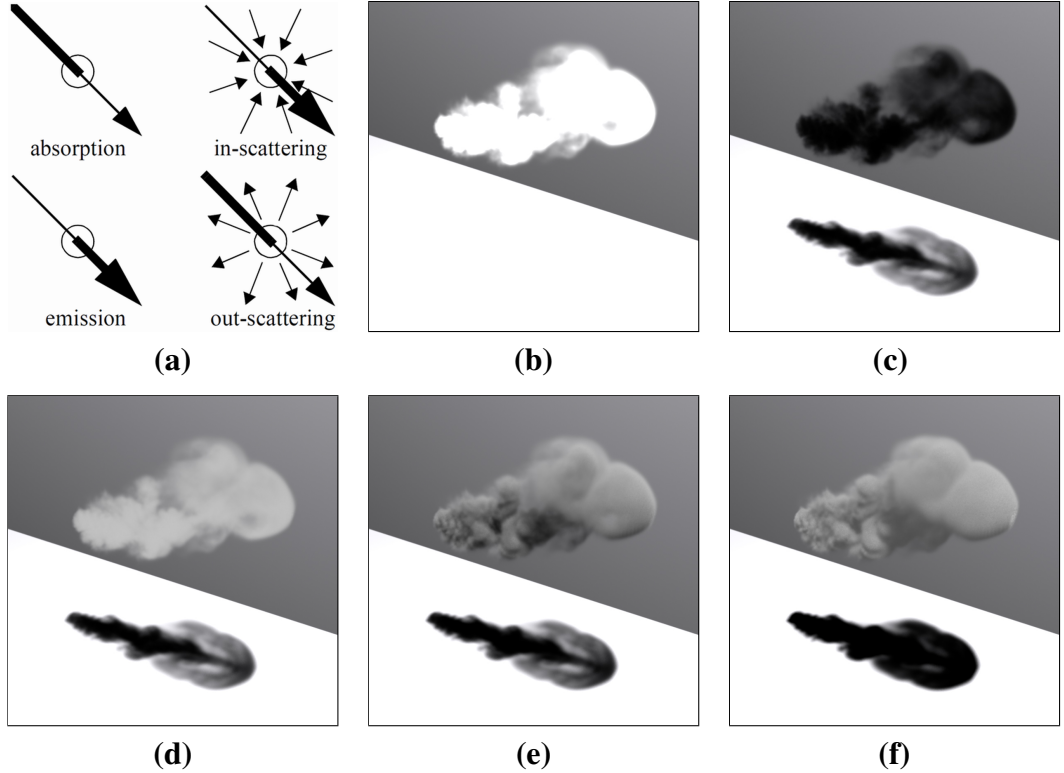 absorption
in-scattering
emission
out-scattering
(a)
(b)
(c)
(d)
(e)
(f)